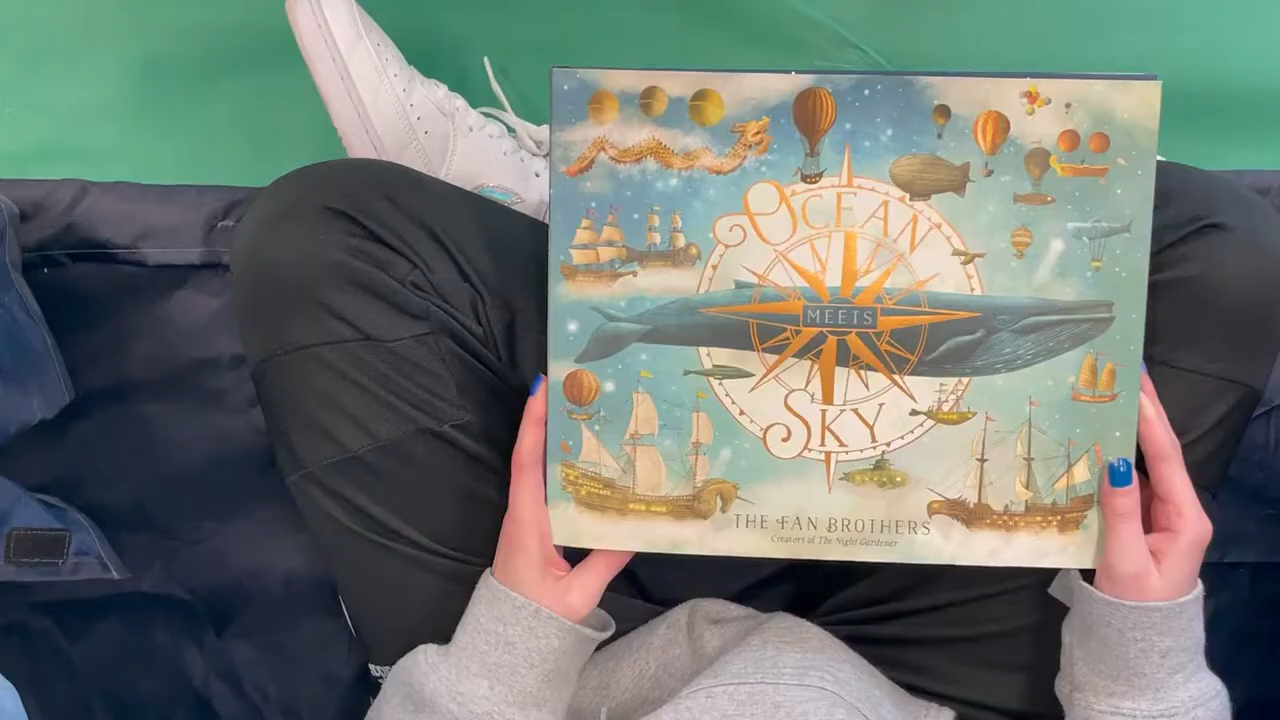 OCEAN
MEETS
SKY
THE FAN BROTHERS
Creators of The Night Gardener